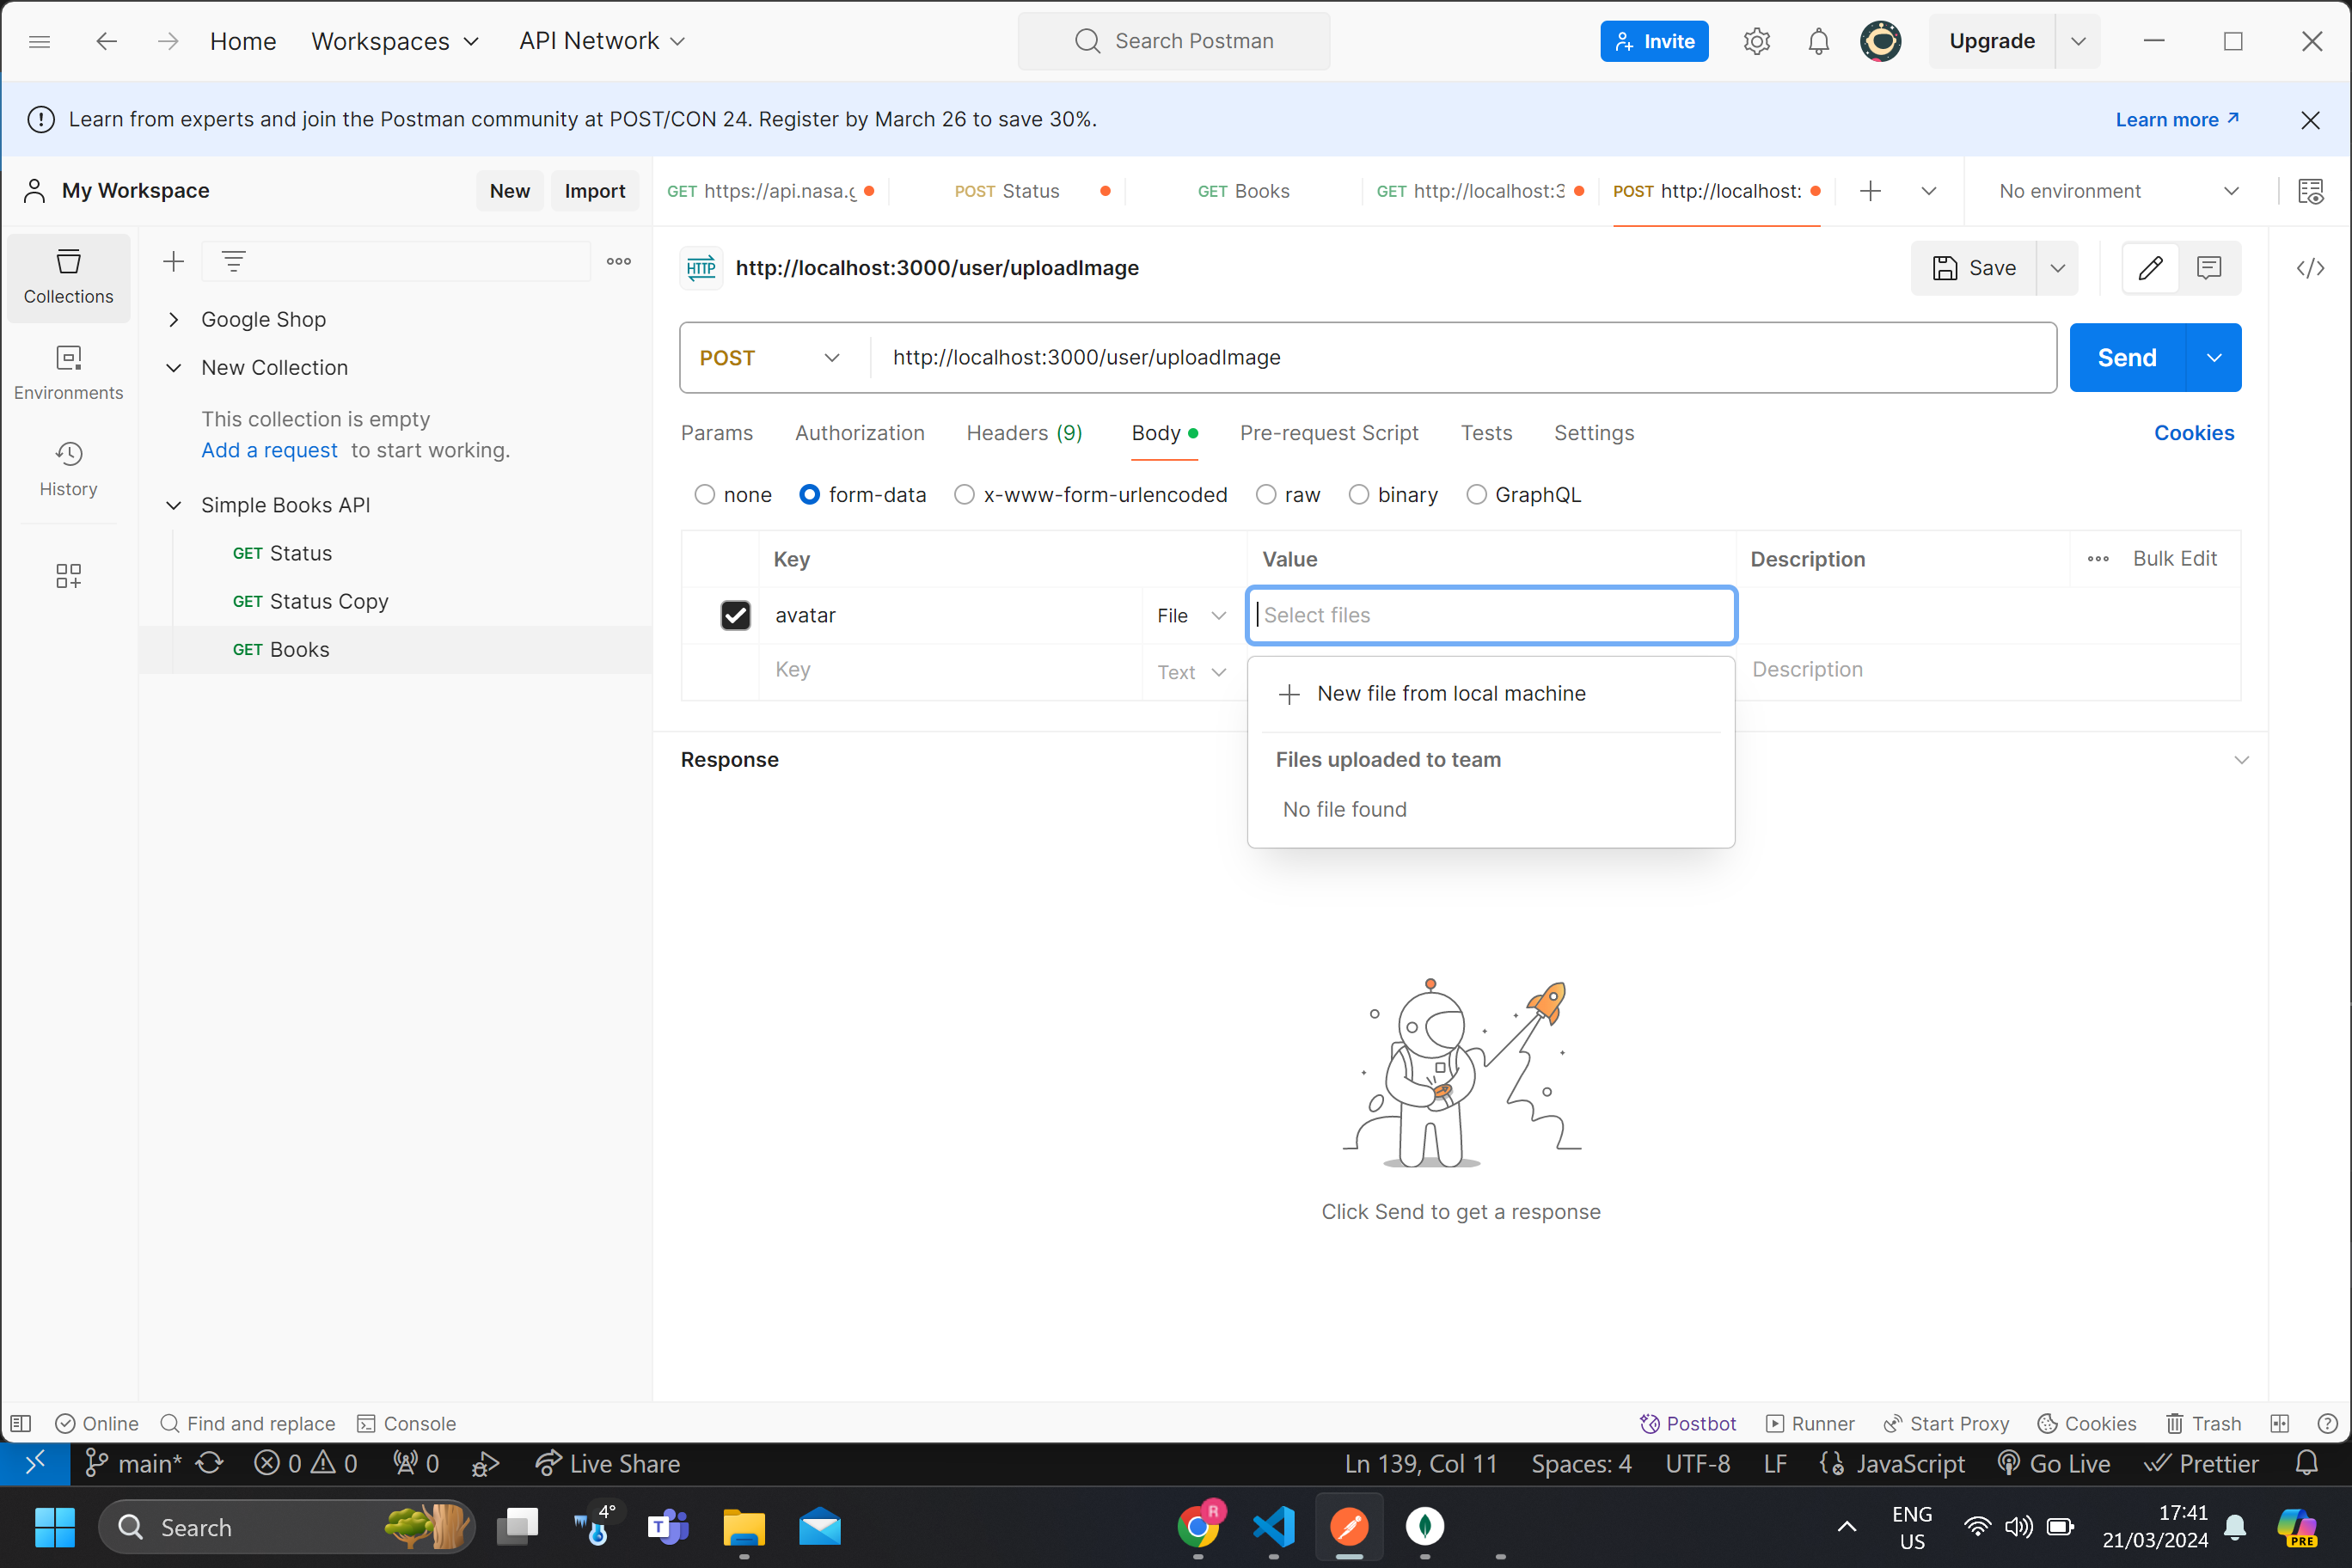 Home Workspaces API Network Search Postman Invite Upgrade
Learn from experts and join the Postman community at POST/CON 24. Register by March 26 to save 30%. Learn more
My Workspace New Import GET https://api.nasa.g POST Status GET Books GET http://localhost:3 POST http://localhost: No environment
Collections
Environments
History
Google Shop
New Collection
This collection is empty
Add a request to start working.
Simple Books API
GET Status
GET Status Copy
GET Books
HTTP http://localhost:3000/user/uploadImage Save
POST http://localhost:3000/user/uploadImage Send
Params Authorization Headers (9) Body Pre-request Script Tests Settings Cookies
none form-data x-www-form-urlencoded raw binary GraphQL
Key Value Description Bulk Edit
avatar File Select files
Key Text Description
New file from local machine
Files uploaded to team
No file found
Response
Click Send to get a response
Online Find and replace Console Postbot Runner Start Proxy Cookies Trash
main* 0 0 0 Live Share Ln 139, Col 11 Spaces: 4 UTF-8 LF JavaScript Go Live Prettier
Search 4° T R ENG US 17:41 21/03/2024 PRE